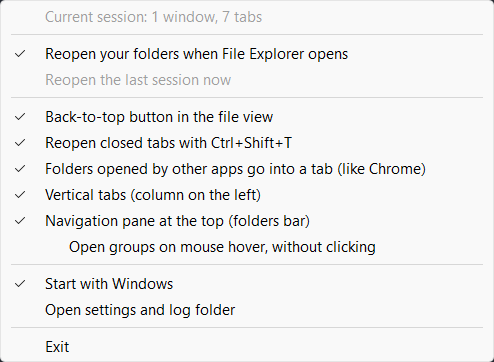 Current session: 1 window, 7 tabs
Reopen your folders when File Explorer opens
Reopen the last session now
Back-to-top button in the file view
Reopen closed tabs with Ctrl+Shift+T
Folders opened by other apps go into a tab (like Chrome)
Vertical tabs (column on the left)
Navigation pane at the top (folders bar)
Open groups on mouse hover, without clicking
Start with Windows
Open settings and log folder
Exit